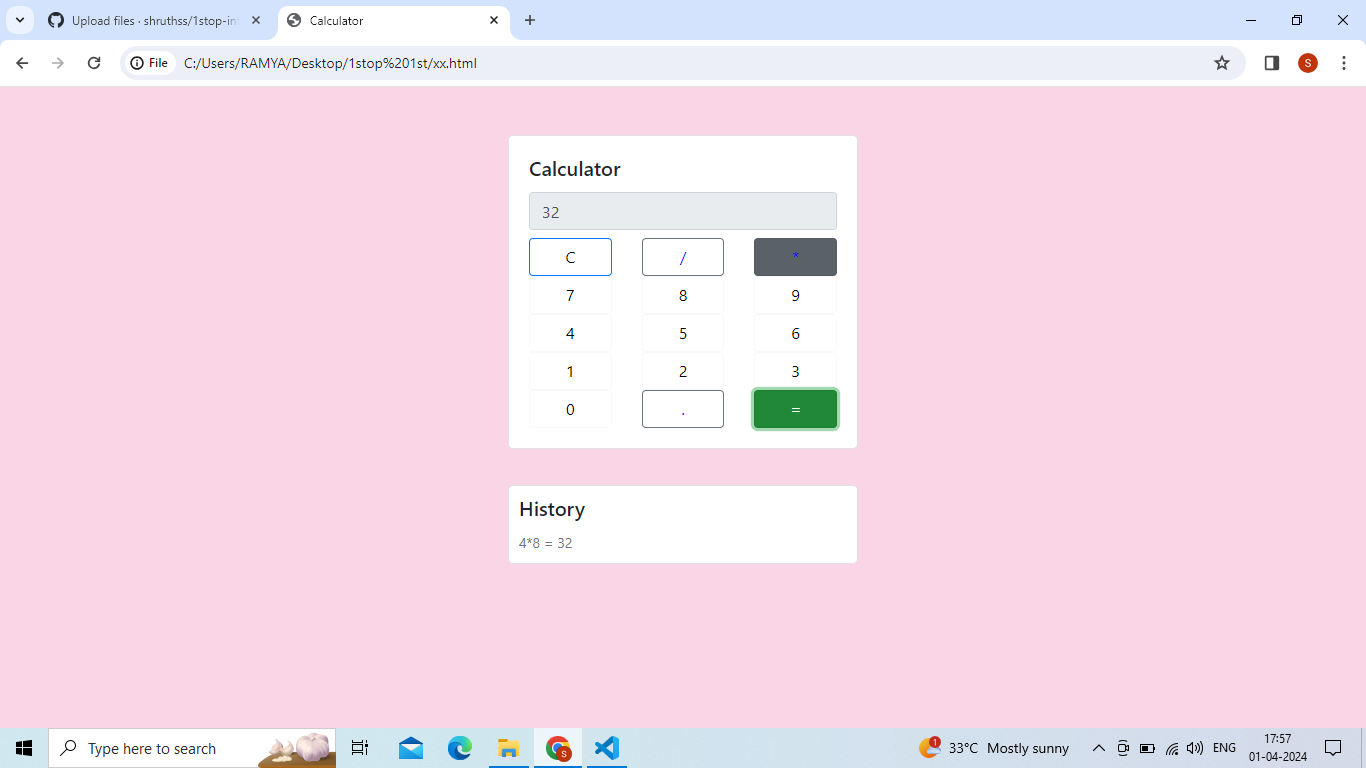 Upload files · shruthss/1stop-in
Calculator
File
C:/Users/RAMYA/Desktop/1stop%201st/xx.html
S
Calculator
32
C / *
7 8 9
4 5 6
1 2 3
0 . =
History
4*8 = 32
Type here to search
S
1
33°C Mostly sunny
ENG
17:57
01-04-2024